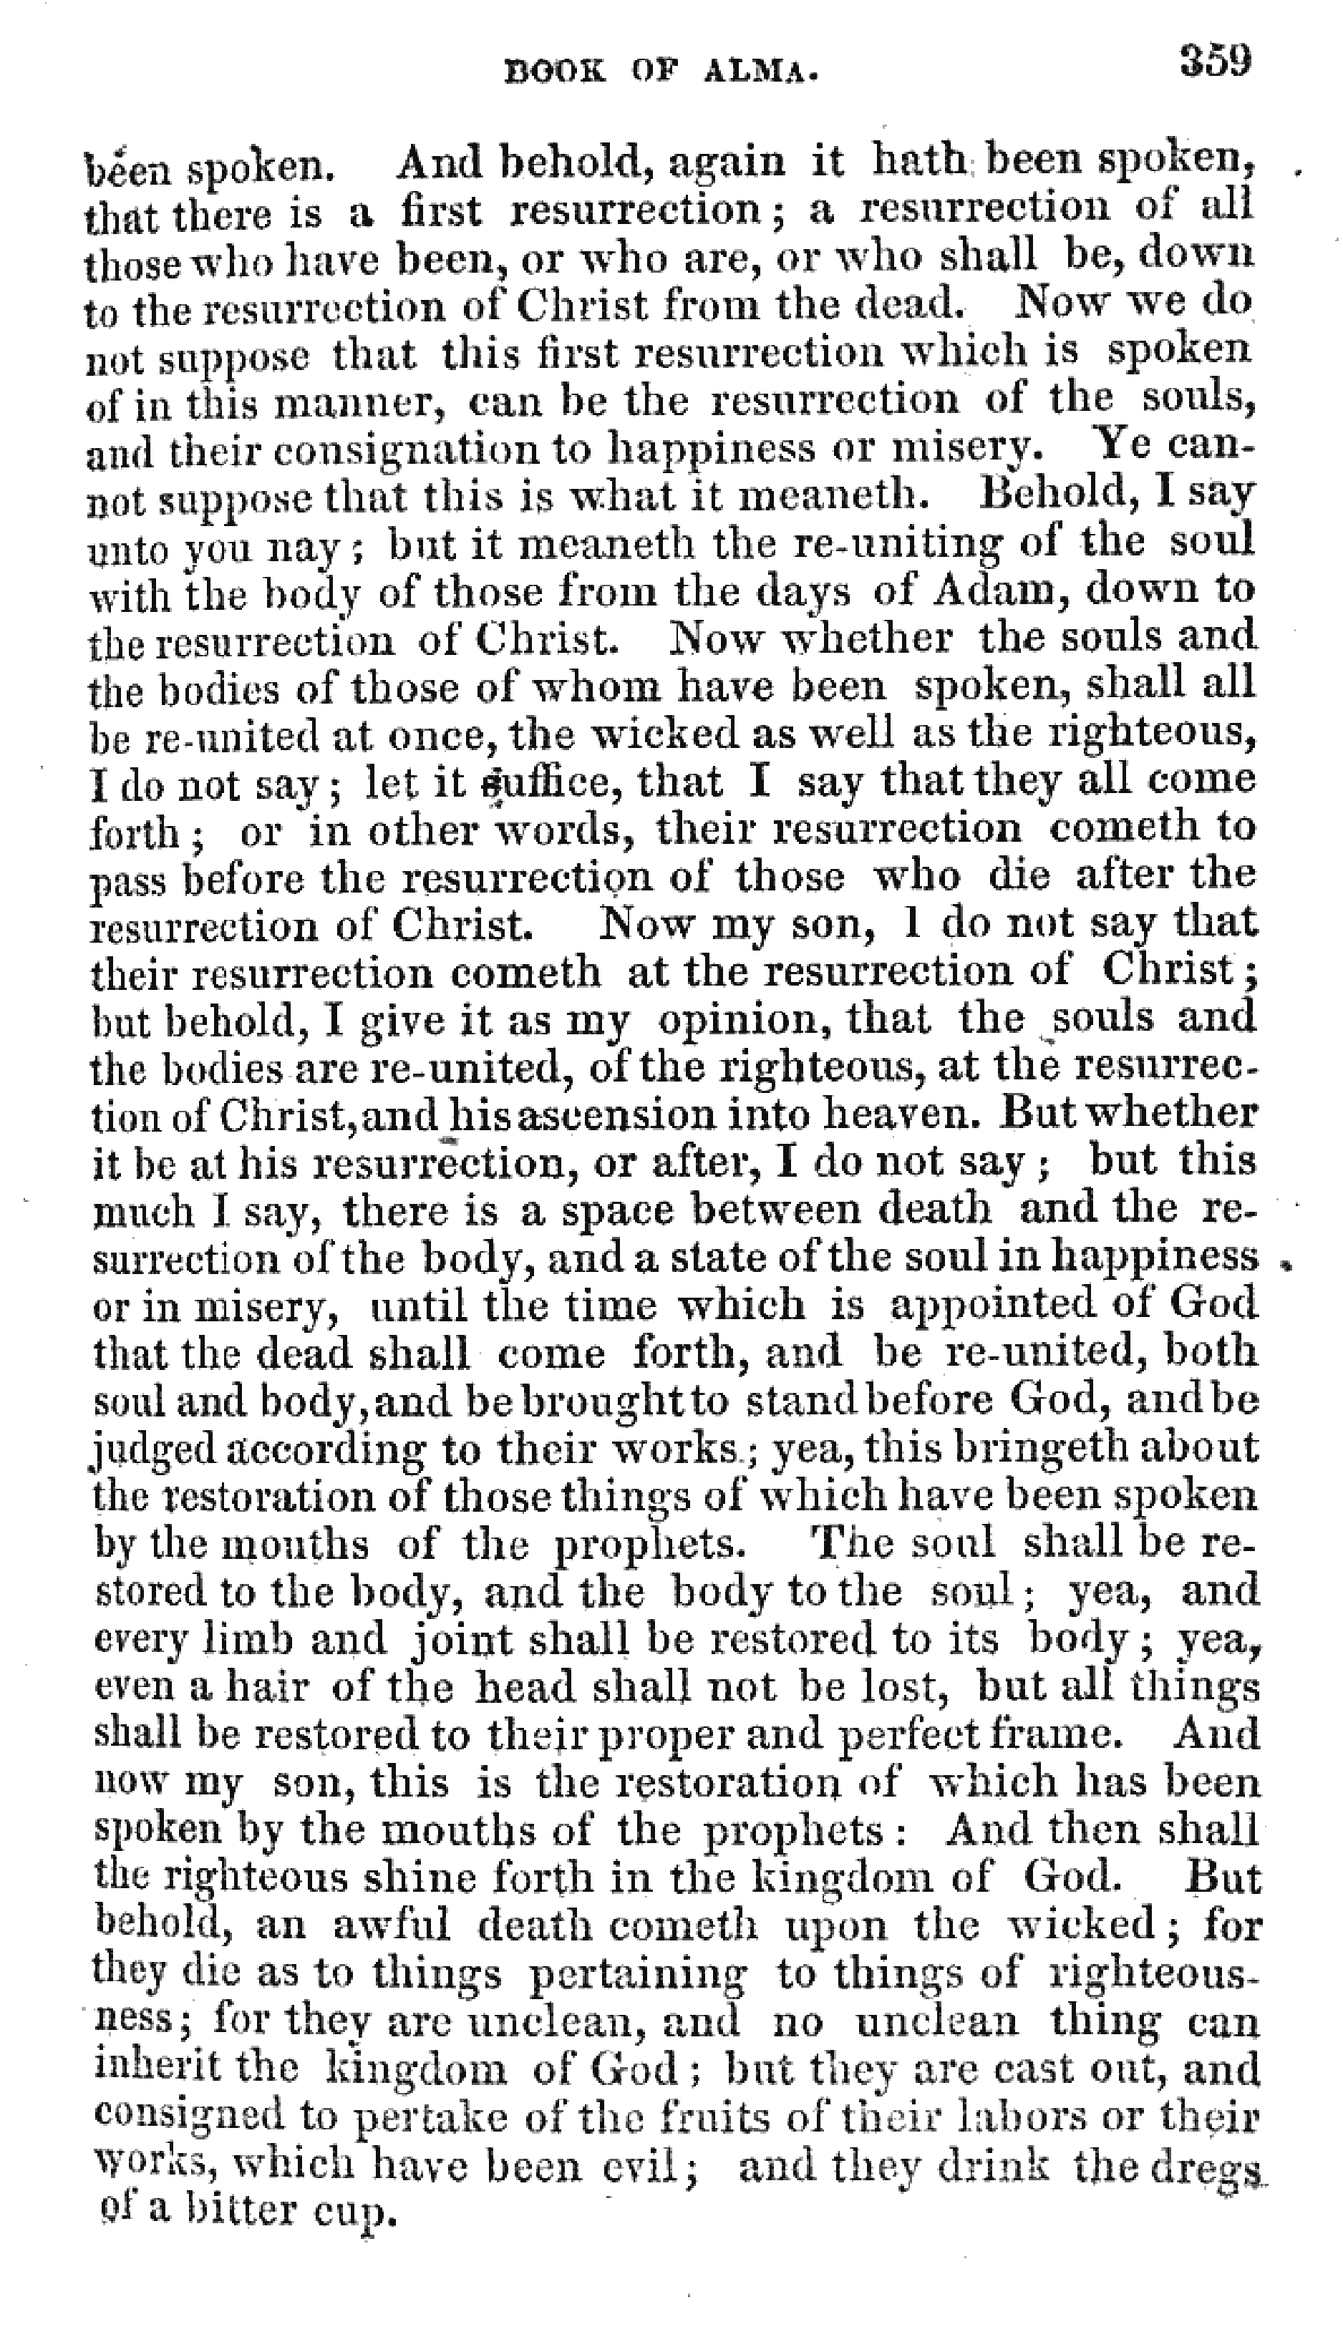 BOOK OF ALMA. 359
been spoken. And behold, again it hath been spoken,
that there is a first resurrection; a resurrection of all
those who have been, or who are, or who shall be, down
to the resurrection of Christ from the dead. Now we do
not suppose that this first resurrection which is spoken
of in this manner, can be the resurrection of the souls,
and their consignation to happiness or misery. Ye can-
not suppose that this is what it meaneth. Behold, I say
unto you nay; but it meaneth the re-uniting of the soul
with the body of those from the days of Adam, down to
the resurrection of Christ. Now whether the souls and
the bodies of those of whom have been spoken, shall all
be re-united at once, the wicked as well as the righteous,
I do not say; let it suffice, that I say that they all come
forth; or in other words, their resurrection cometh to
pass before the resurrection of those who die after the
resurrection of Christ. Now my son, I do not say that
their resurrection cometh at the resurrection of Christ;
but behold, I give it as my opinion, that the souls and
the bodies are re-united, of the righteous, at the resurrec-
tion of Christ, and his ascension into heaven. But whether
it be at his resurrection, or after, I do not say; but this
much I say, there is a space between death and the re-
surrection of the body, and a state of the soul in happiness
or in misery, until the time which is appointed of God
that the dead shall come forth, and be re-united, both
soul and body, and be brought to stand before God, and be
judged according to their works; yea, this bringeth about
the restoration of those things of which have been spoken
by the mouths of the prophets. The soul shall be re-
stored to the body, and the body to the soul; yea, and
every limb and joint shall be restored to its body; yea,
even a hair of the head shall not be lost, but all things
shall be restored to their proper and perfect frame. And
now my son, this is the restoration of which has been
spoken by the mouths of the prophets: And then shall
the righteous shine forth in the kingdom of God. But
behold, an awful death cometh upon the wicked; for
they die as to things pertaining to things of righteous-
ness; for they are unclean, and no unclean thing can
inherit the kingdom of God; but they are cast out, and
consigned to pertake of the fruits of their labors or their
works, which have been evil; and they drink the dregs
of a bitter cup.